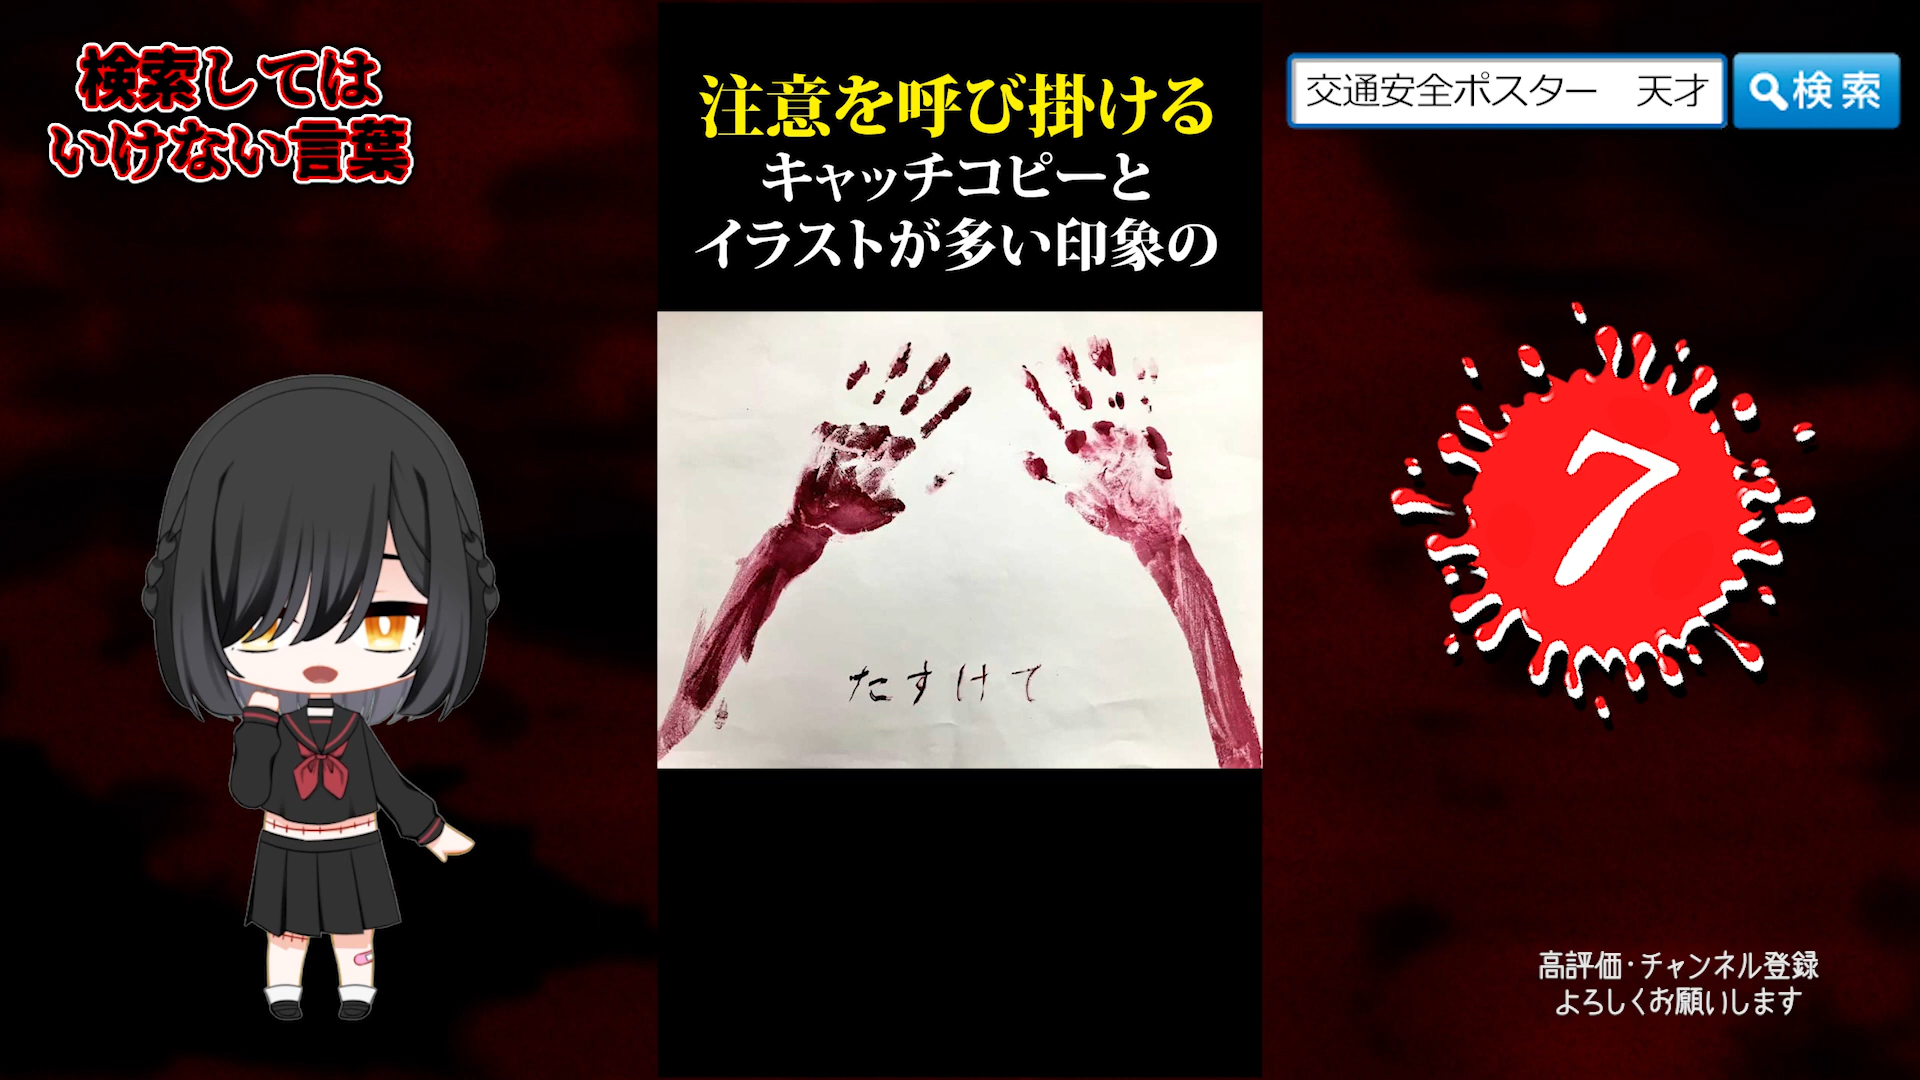 検索しては
いけない言葉
注意を呼び掛ける
キャッチコピーと
イラストが多い印象の
たすけて
交通安全ポスター　天才
検索
7
高評価・チャンネル登録
よろしくお願いします